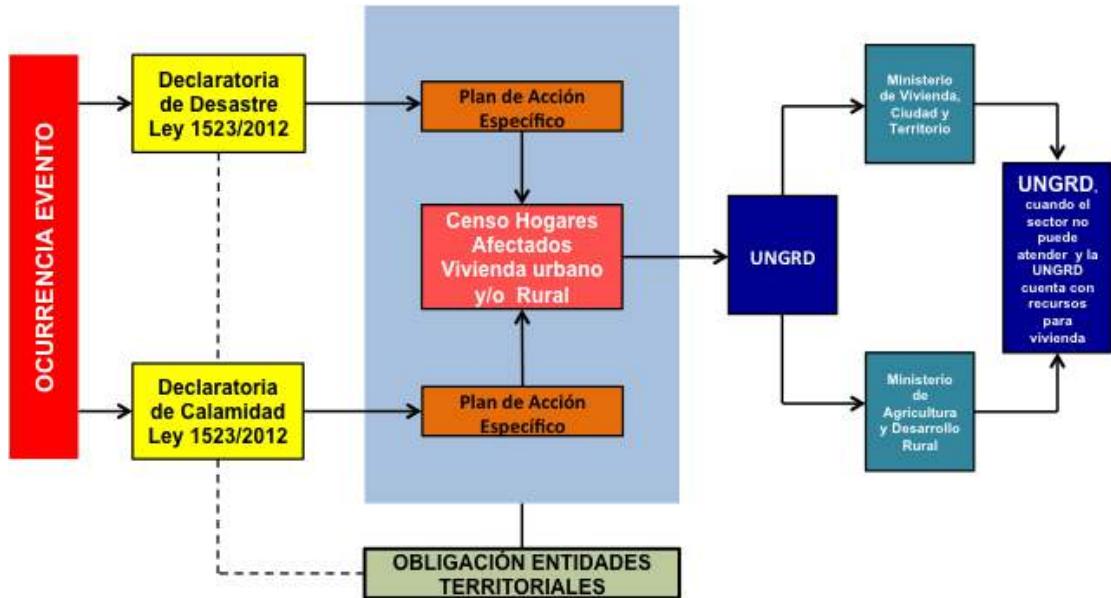 OCURRENCIA EVENTO
Declaratoria
de Desastre
Ley 1523/2012
Declaratoria
de Calamidad
Ley 1523/2012
Plan de Acción
Específico
Censo Hogares
Afectados
Vivienda urbano
y/o Rural
Plan de Acción
Específico
OBLIGACIÓN ENTIDADES
TERRITORIALES
UNGRD
Ministerio
de Vivienda,
Ciudad y
Territorio
Ministerio
de
Agricultura
y Desarrollo
Rural
UNGRD,
cuando el
sector no
puede
atender y la
UNGRD
cuenta con
recursos
para
vivienda